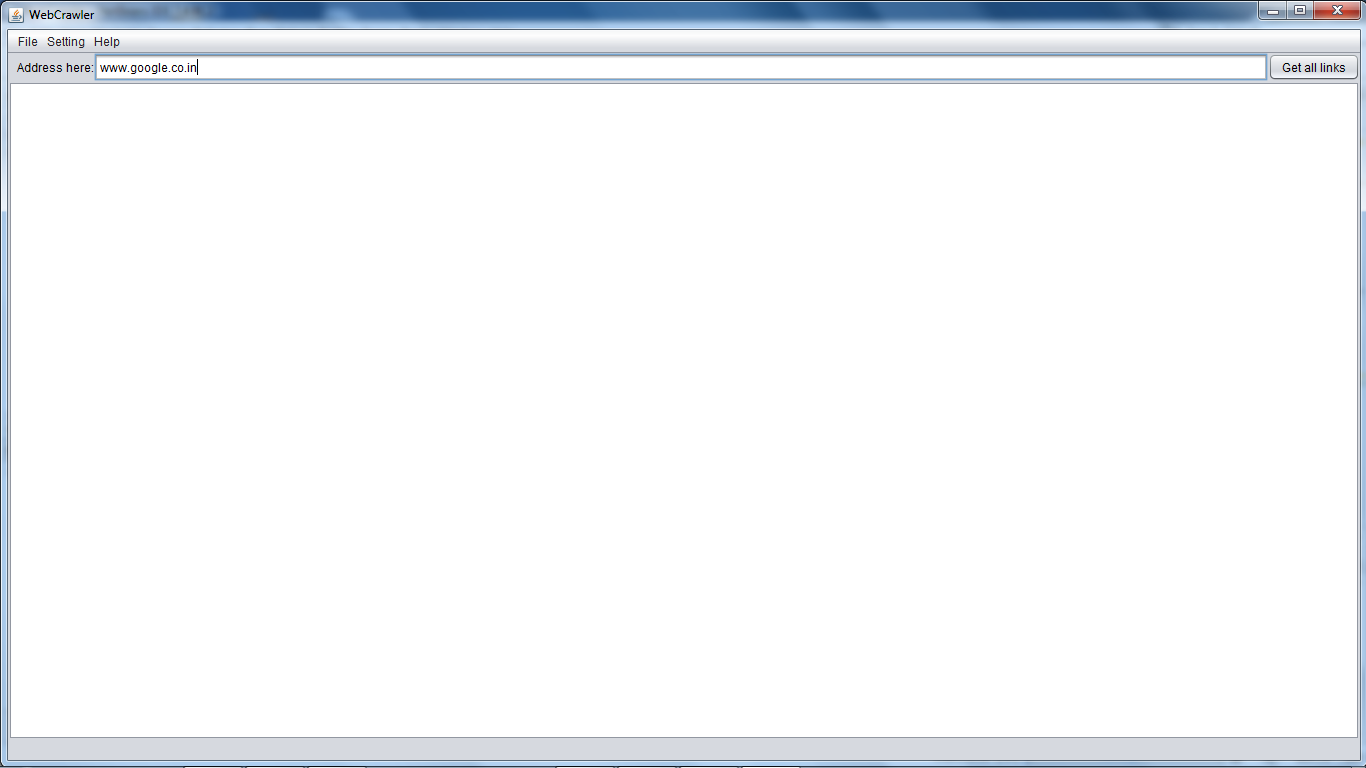 WebCrawler
File Setting Help
Address here: www.google.co.in Get all links